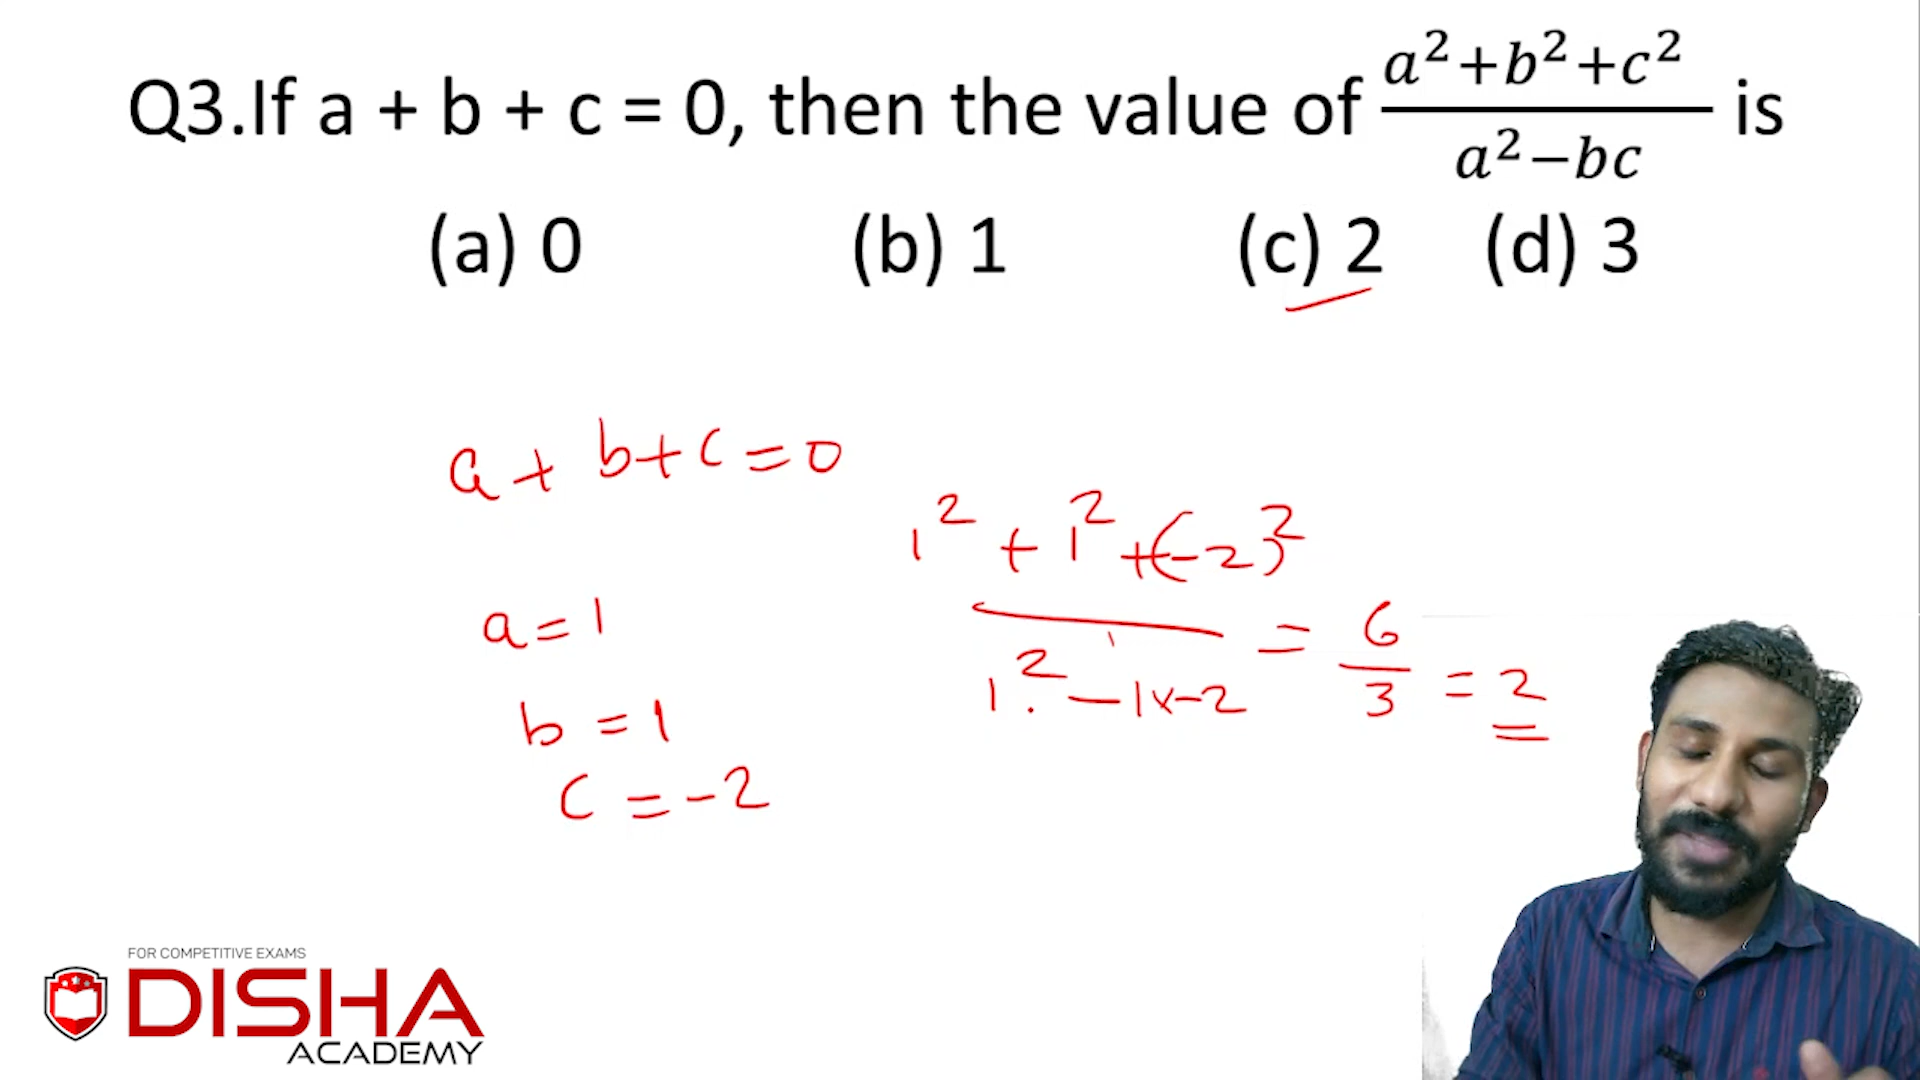 Q3.If a + b + c = 0, then the value of (a²+b²+c²)/(a²−bc) is
(a) 0 (b) 1 (c) 2 (d) 3
a + b + c = 0
1² + 1² + (-2)²
a = 1
1² - 1x-2 = 6/3 = 2
b = 1
c = -2
FOR COMPETITIVE EXAMS
DISHA
ACADEMY